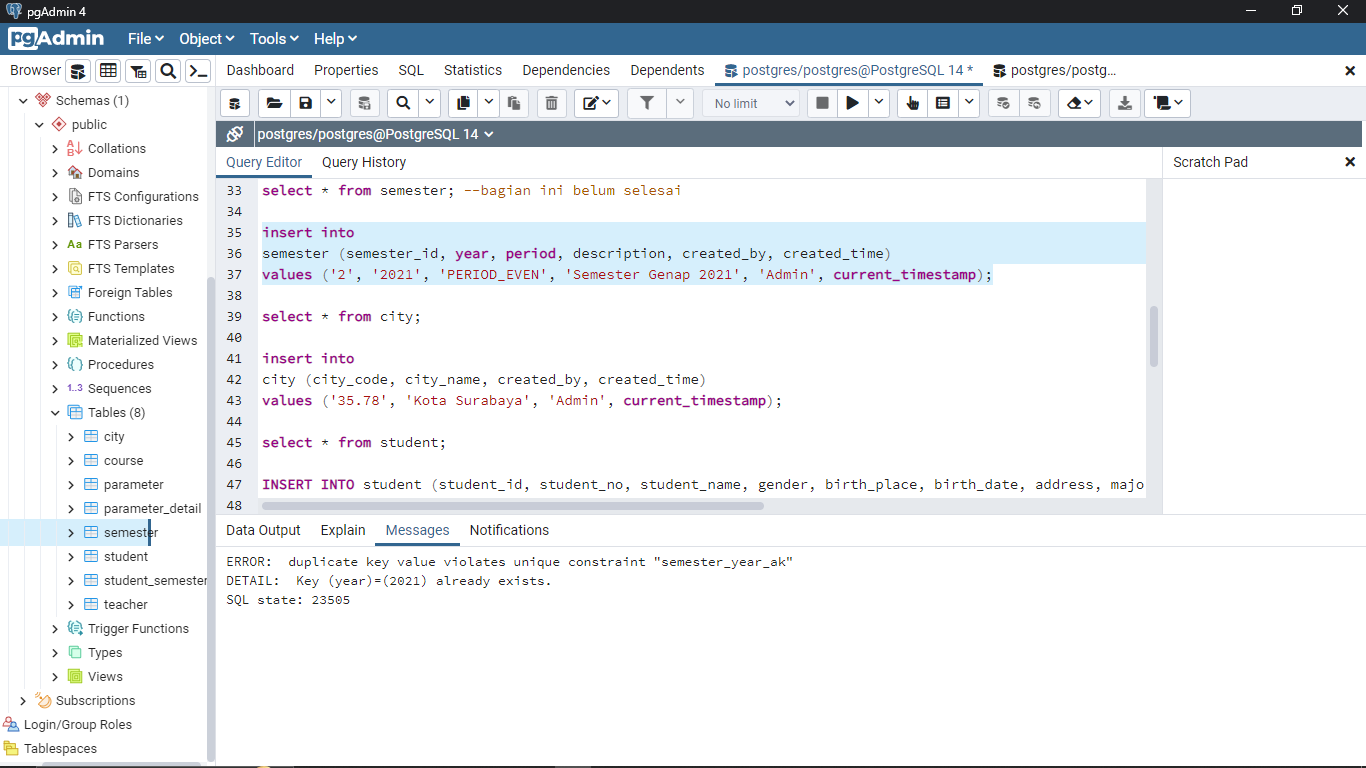 pgAdmin 4
pgAdmin File Object Tools Help
Browser Dashboard Properties SQL Statistics Dependencies Dependents postgres/postgres@PostgreSQL 14 * postgres/postg...
No limit
postgres/postgres@PostgreSQL 14
Query Editor Query History
Scratch Pad
Schemas (1)
public
Collations
Domains
FTS Configurations
FTS Dictionaries
FTS Parsers
FTS Templates
Foreign Tables
Functions
Materialized Views
Procedures
1..3 Sequences
Tables (8)
city
course
parameter
parameter_detail
semester
student
student_semester
teacher
Trigger Functions
Types
Views
Subscriptions
Login/Group Roles
Tablespaces
33 select * from semester; --bagian ini belum selesai
34
35 insert into
36 semester (semester_id, year, period, description, created_by, created_time)
37 values ('2', '2021', 'PERIOD_EVEN', 'Semester Genap 2021', 'Admin', current_timestamp);
38
39 select * from city;
40
41 insert into
42 city (city_code, city_name, created_by, created_time)
43 values ('35.78', 'Kota Surabaya', 'Admin', current_timestamp);
44
45 select * from student;
46
47 INSERT INTO student (student_id, student_no, student_name, gender, birth_place, birth_date, address, majo
48
Data Output Explain Messages Notifications
ERROR:  duplicate key value violates unique constraint "semester_year_ak"
DETAIL:  Key (year)=(2021) already exists.
SQL state: 23505